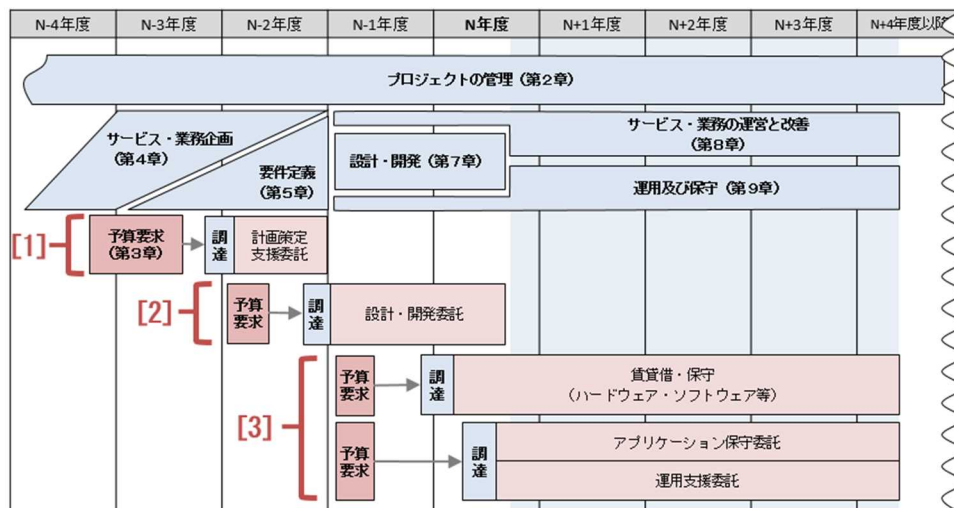 N-4年度
N-3年度
N-2年度
N-1年度
N年度
N+1年度
N+2年度
N+3年度
N+4年度以降
プロジェクトの管理（第2章）
サービス・業務企画
（第4章）
要件定義
（第5章）
設計・開発（第7章）
サービス・業務の運営と改善
（第8章）
運用及び保守（第9章）
[1]
予算要求
（第3章）
調
達
計画策定
支援委託
[2]
予算
要求
調
達
設計・開発委託
[3]
予算
要求
調
達
賃貸借・保守
（ハードウェア・ソフトウェア等）
予算
要求
調
達
アプリケーション保守委託
運用支援委託